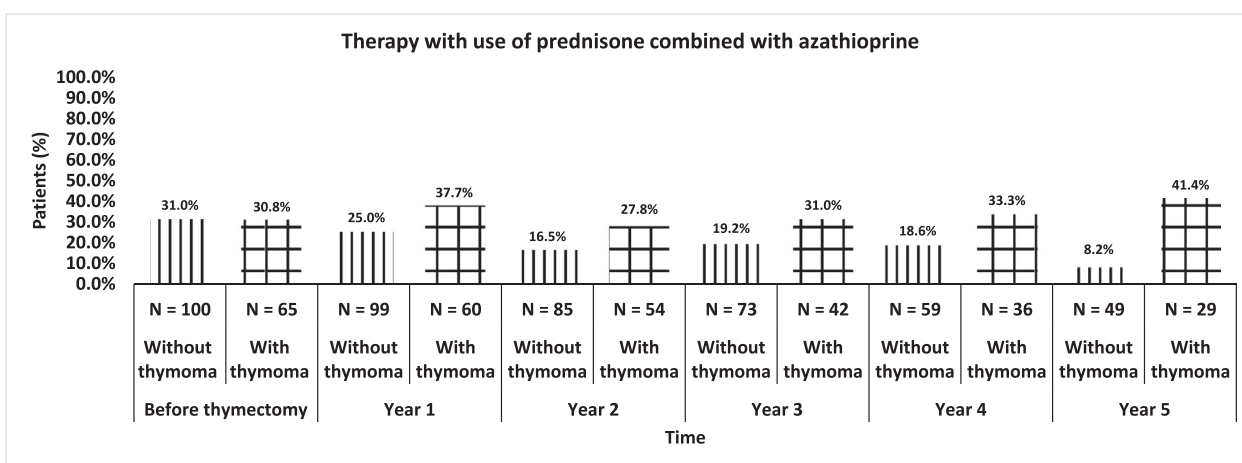 Therapy with use of prednisone combined with azathioprine
100.0%
90.0%
80.0%
70.0%
60.0%
50.0%
40.0%
30.0%
20.0%
10.0%
0.0%
Patients (%)
31.0% 30.8% 25.0% 37.7% 16.5% 27.8% 19.2% 31.0% 18.6% 33.3% 8.2% 41.4%
N = 100 N = 65 N = 99 N = 60 N = 85 N = 54 N = 73 N = 42 N = 59 N = 36 N = 49 N = 29
Without With Without With Without With Without With Without With Without With
thymoma thymoma thymoma thymoma thymoma thymoma thymoma thymoma thymoma thymoma thymoma thymoma
Before thymectomy Year 1 Year 2 Year 3 Year 4 Year 5
Time